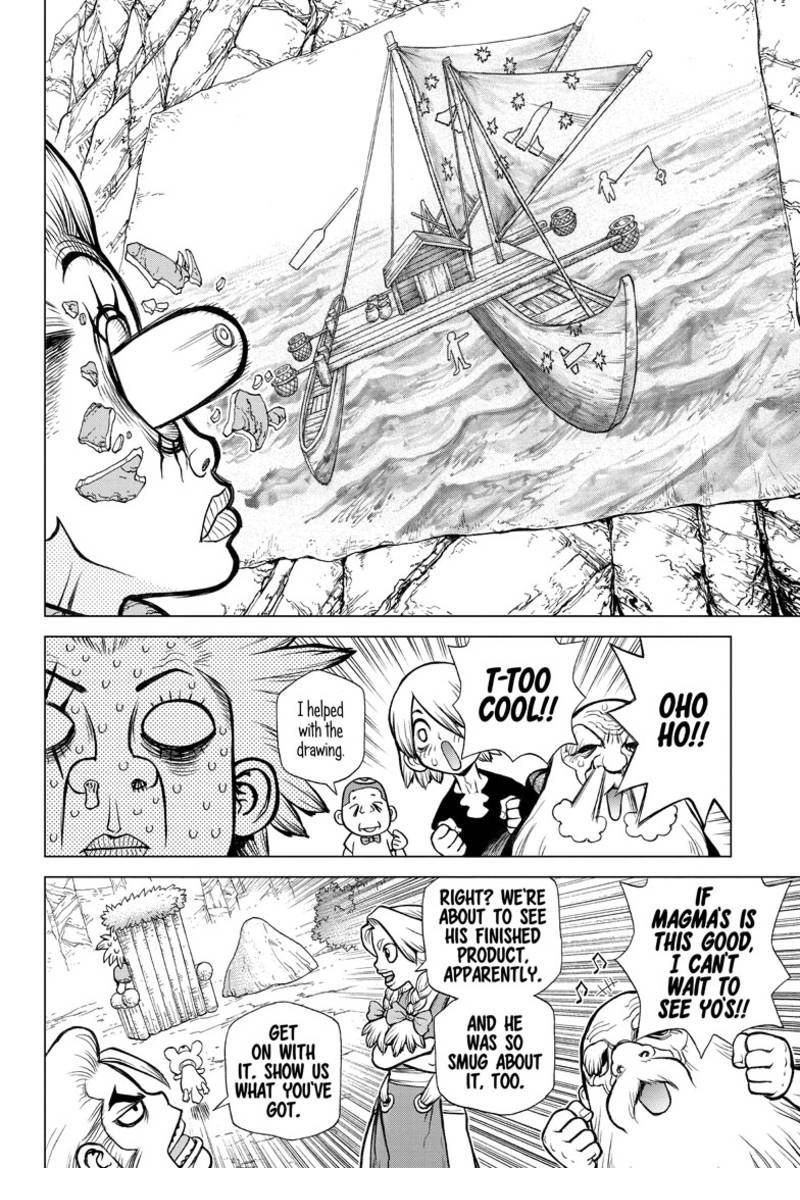 OHO
HO!!
T-TOO
COOL!!
I helped
with the
drawing.
IF
MAGMA'S IS
THIS GOOD,
I CAN'T
WAIT TO
SEE YO'S!!
RIGHT? WE'RE
ABOUT TO SEE
HIS FINISHED
PRODUCT,
APPARENTLY.
AND HE
WAS SO
SMUG ABOUT
IT, TOO.
GET
ON WITH
IT. SHOW US
WHAT YOU'VE
GOT.